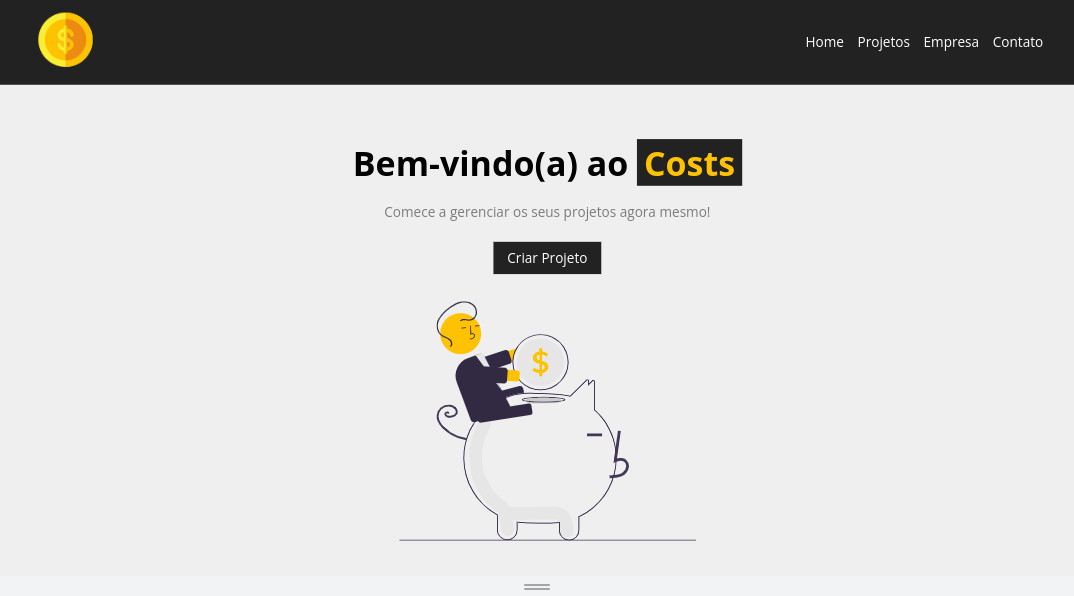 $
Home Projetos Empresa Contato
Bem-vindo(a) ao Costs
Comece a gerenciar os seus projetos agora mesmo!
Criar Projeto
$